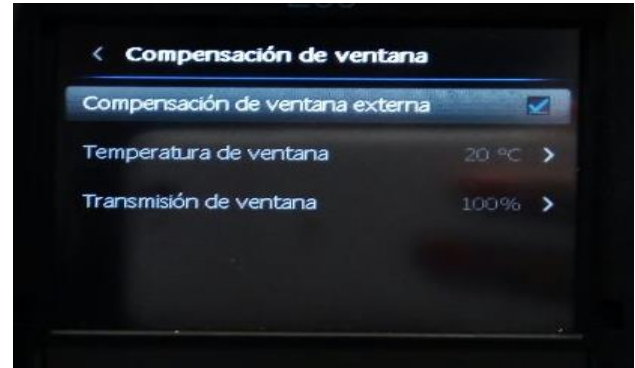 < Compensación de ventana
Compensación de ventana externa
Temperatura de ventana 20 °C >
Transmisión de ventana 100% >